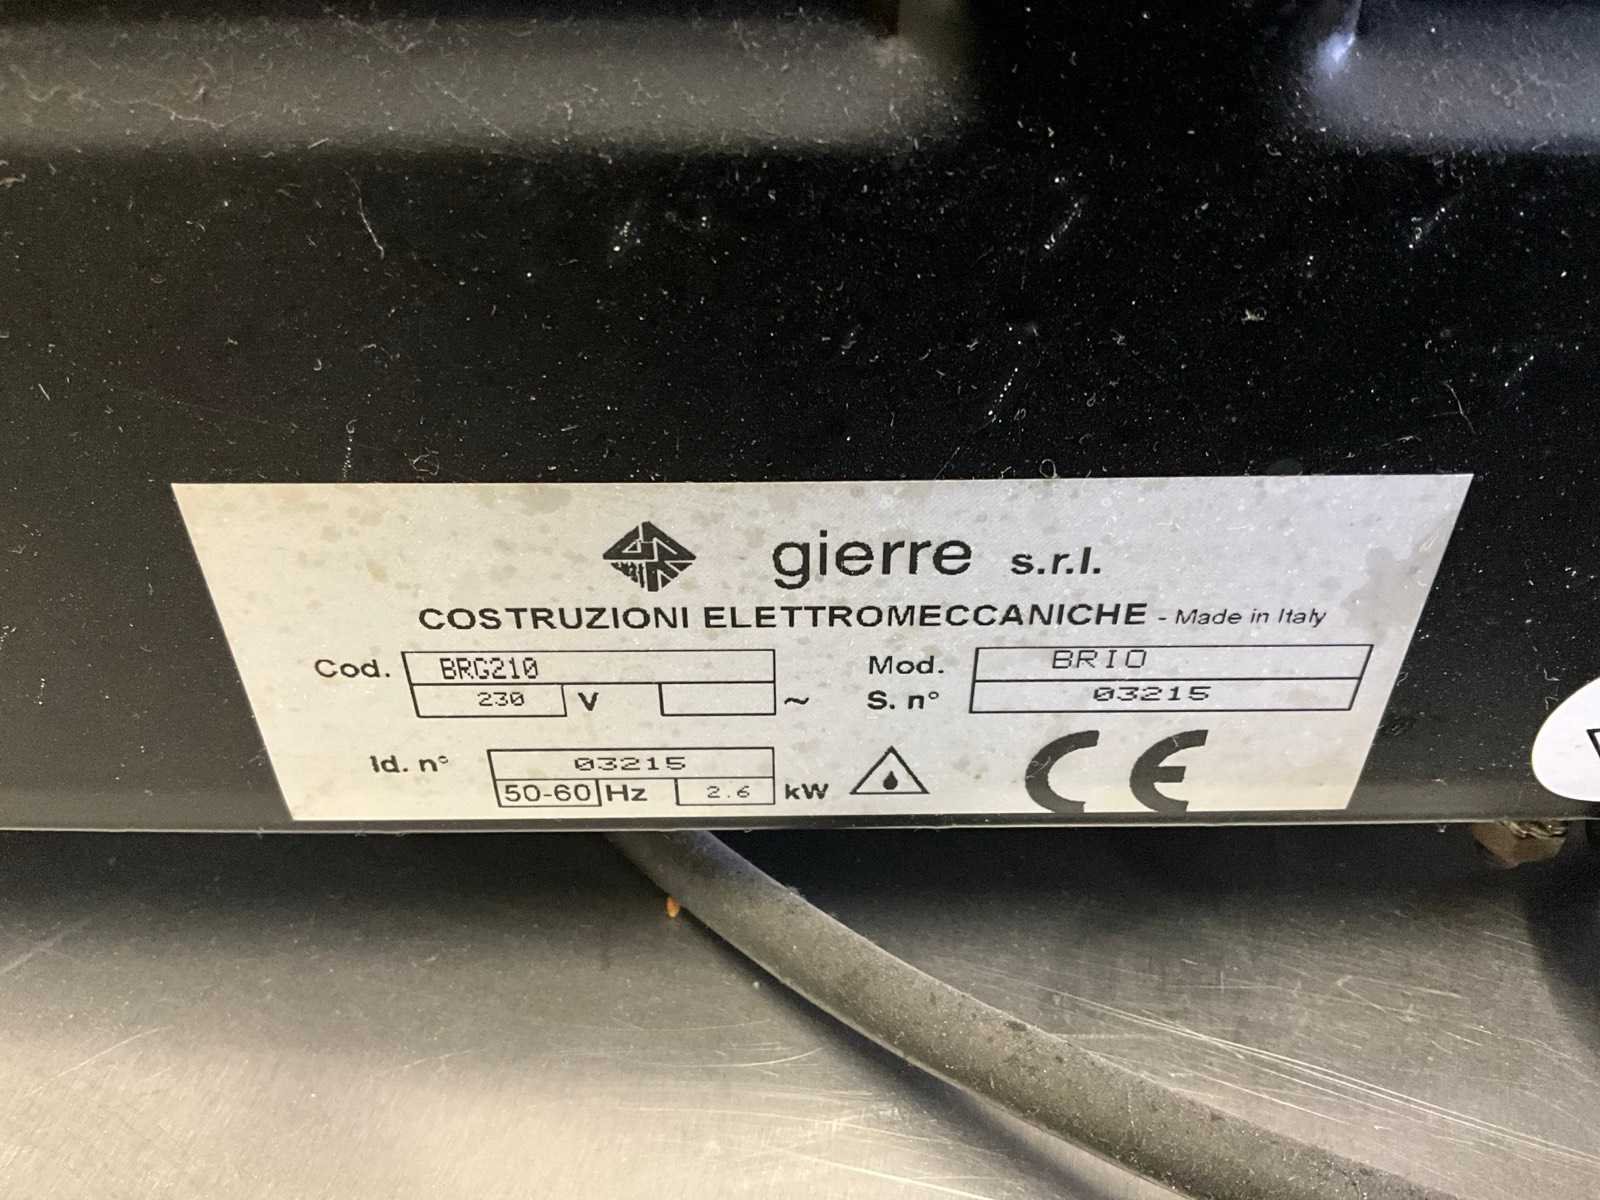 gierre s.r.l.
COSTRUZIONI ELETTROMECCANICHE - Made in Italy
Cod. BRG210 Mod. BRIO
230 V ~ S. n° 03215
Id. n° 03215
50-60 Hz 2.6 kW CE